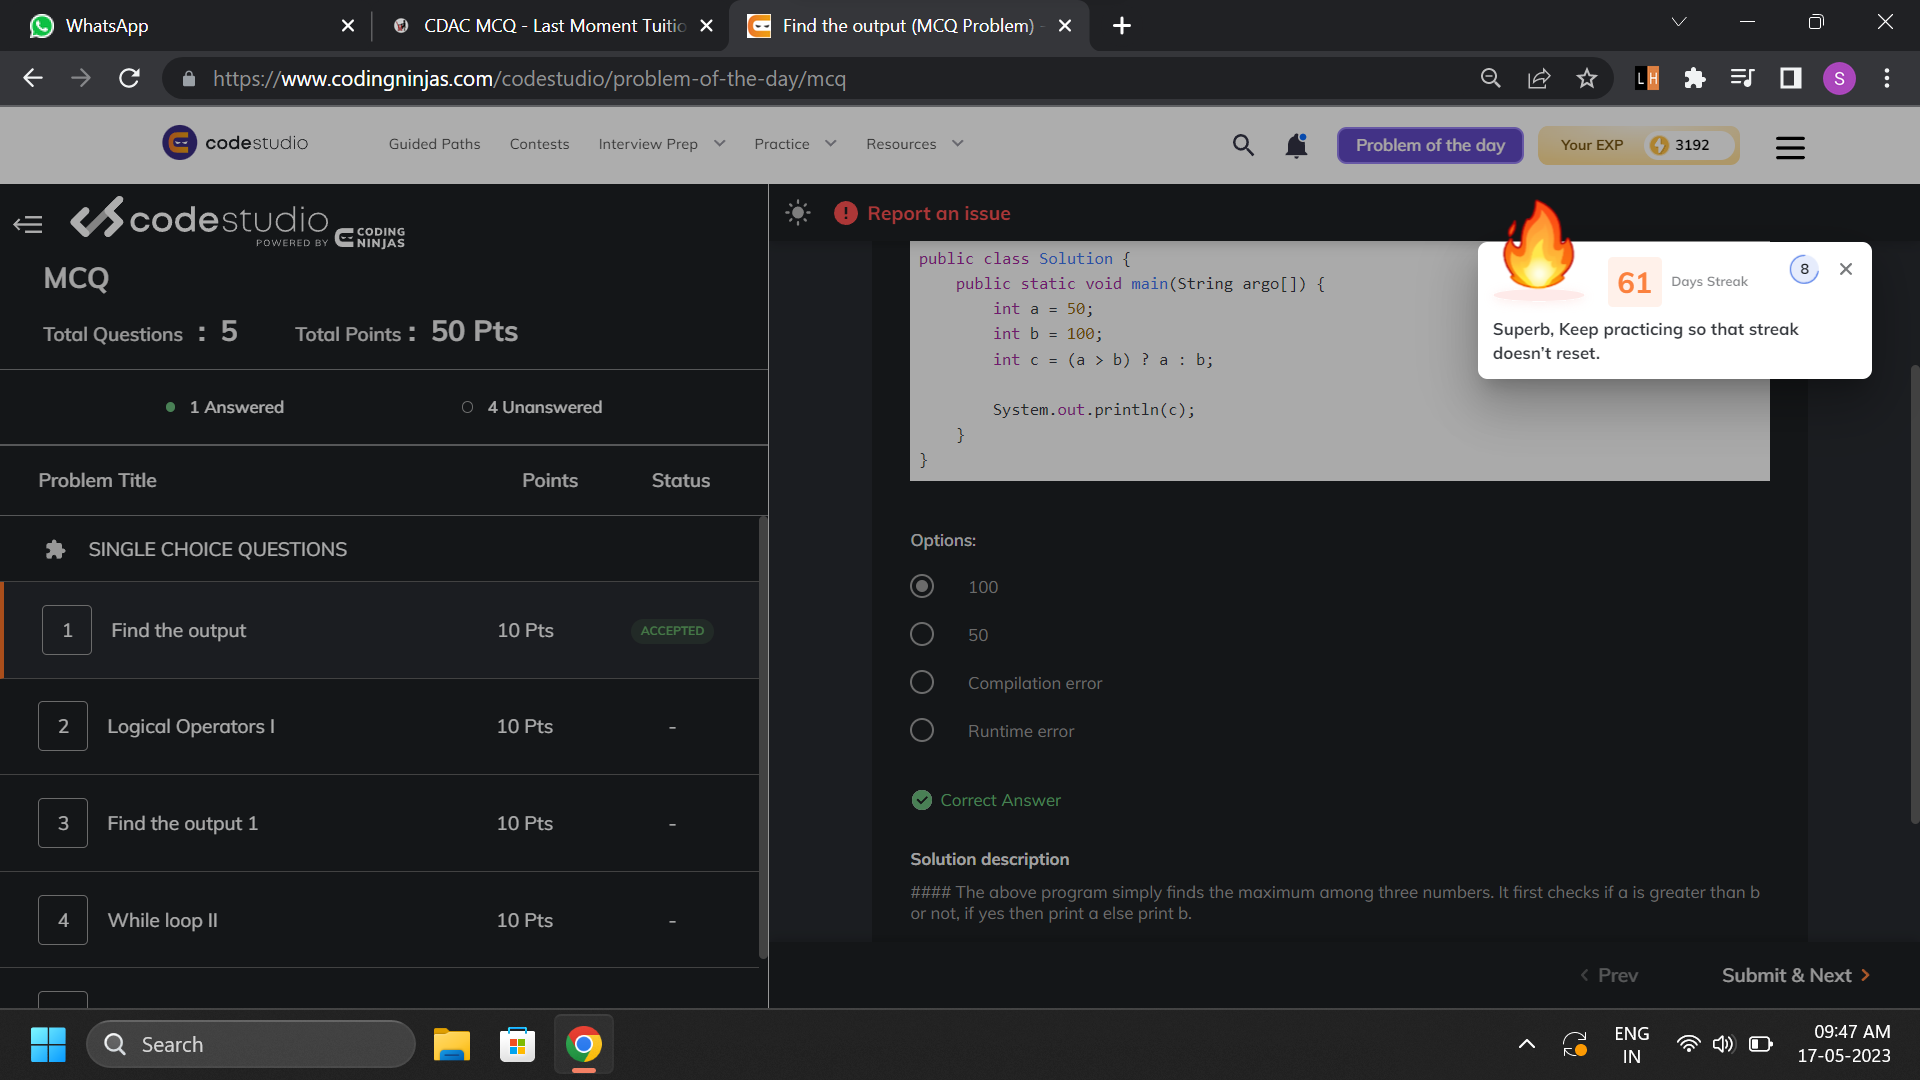 WhatsApp
CDAC MCQ - Last Moment Tuitio
Find the output (MCQ Problem) -
https://www.codingninjas.com/codestudio/problem-of-the-day/mcq
LH
S
codestudio
Guided Paths
Contests
Interview Prep
Practice
Resources
Problem of the day
Your EXP
3192
codestudio
POWERED BY
CODING
NINJAS
MCQ
Total Questions : 5
Total Points : 50 Pts
1 Answered
4 Unanswered
Problem Title
Points
Status
SINGLE CHOICE QUESTIONS
1
Find the output
10 Pts
ACCEPTED
2
Logical Operators I
10 Pts
-
3
Find the output 1
10 Pts
-
4
While loop II
10 Pts
-
Report an issue
public class Solution {
public static void main(String argo[]) {
int a = 50;
int b = 100;
int c = (a > b) ? a : b;
System.out.println(c);
}
}
61
Days Streak
8
Superb, Keep practicing so that streak
doesn't reset.
Options:
100
50
Compilation error
Runtime error
Correct Answer
Solution description
#### The above program simply finds the maximum among three numbers. It first checks if a is greater than b
or not, if yes then print a else print b.
Prev
Submit & Next
Search
ENG
IN
09:47 AM
17-05-2023